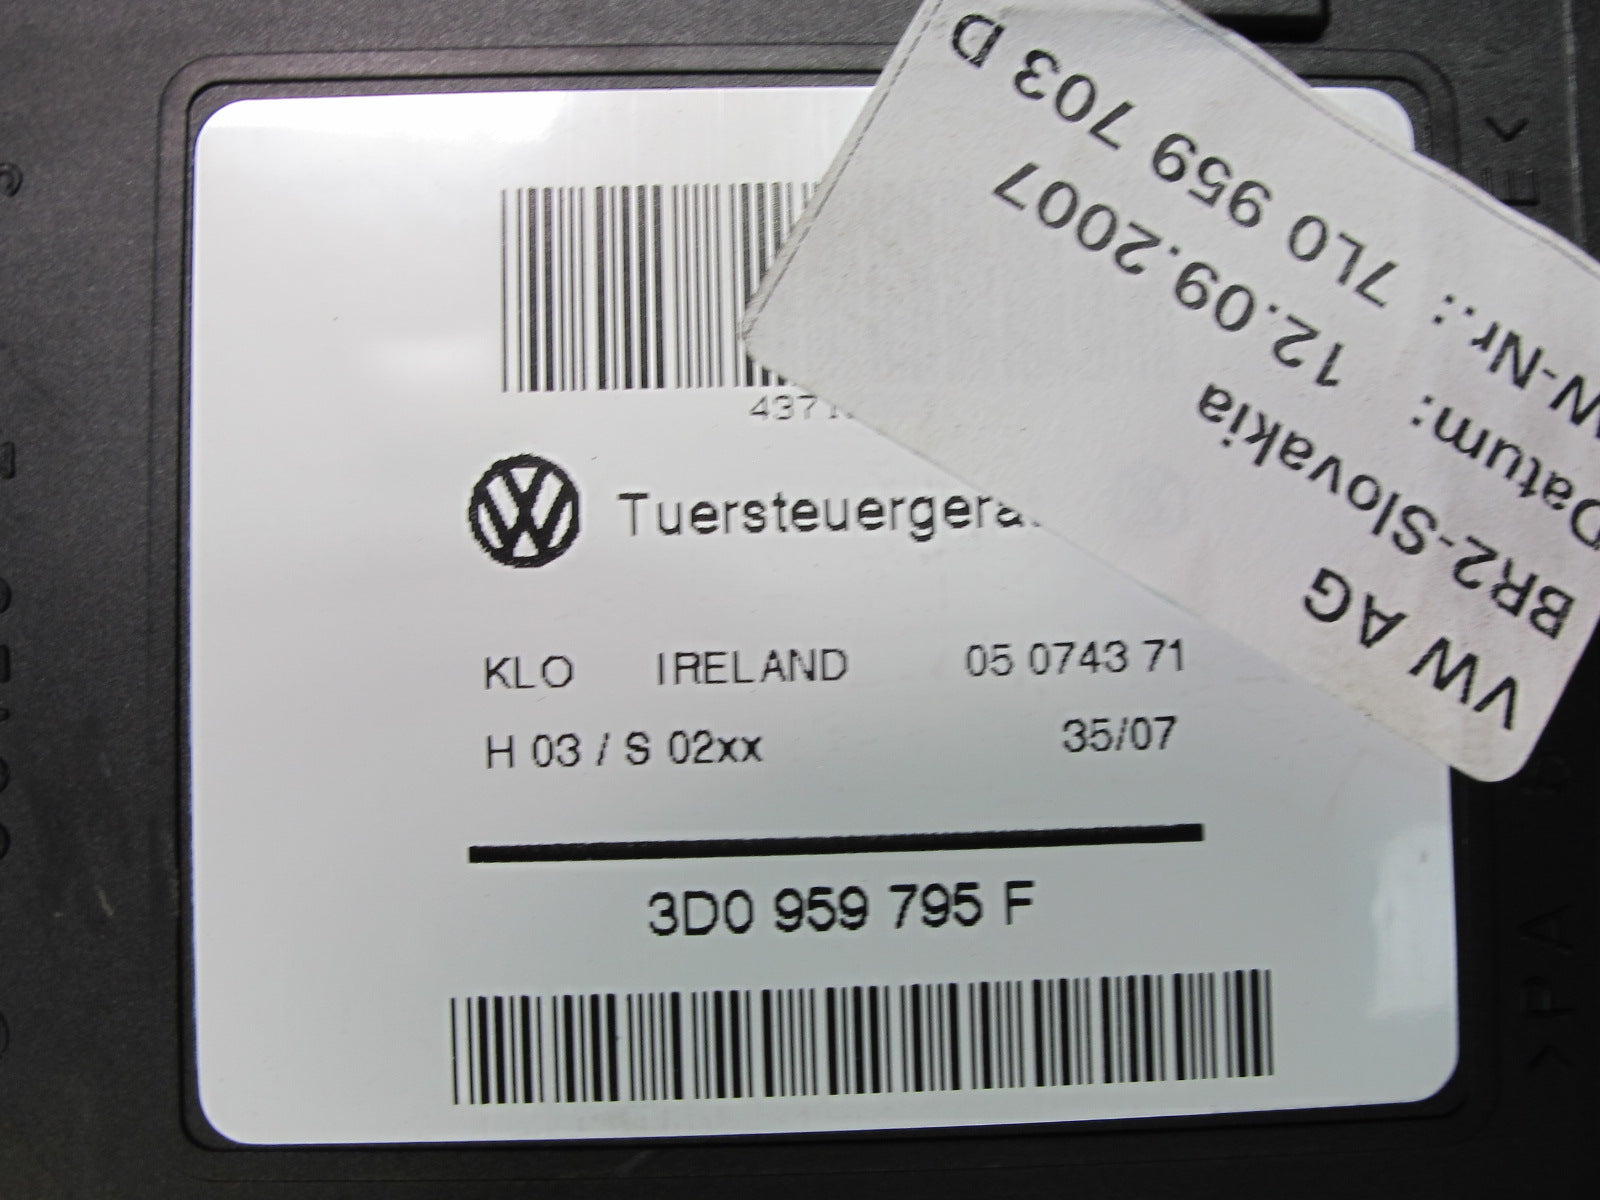 Tuersteuergera
KLO IRELAND 05 0743 71
H 03 / S 02xx 35/07
3D0 959 795 F
VW AG
BR2-Slovakia
Datum: 12.09.2007
W-Nr.: 7L0 959 703 D